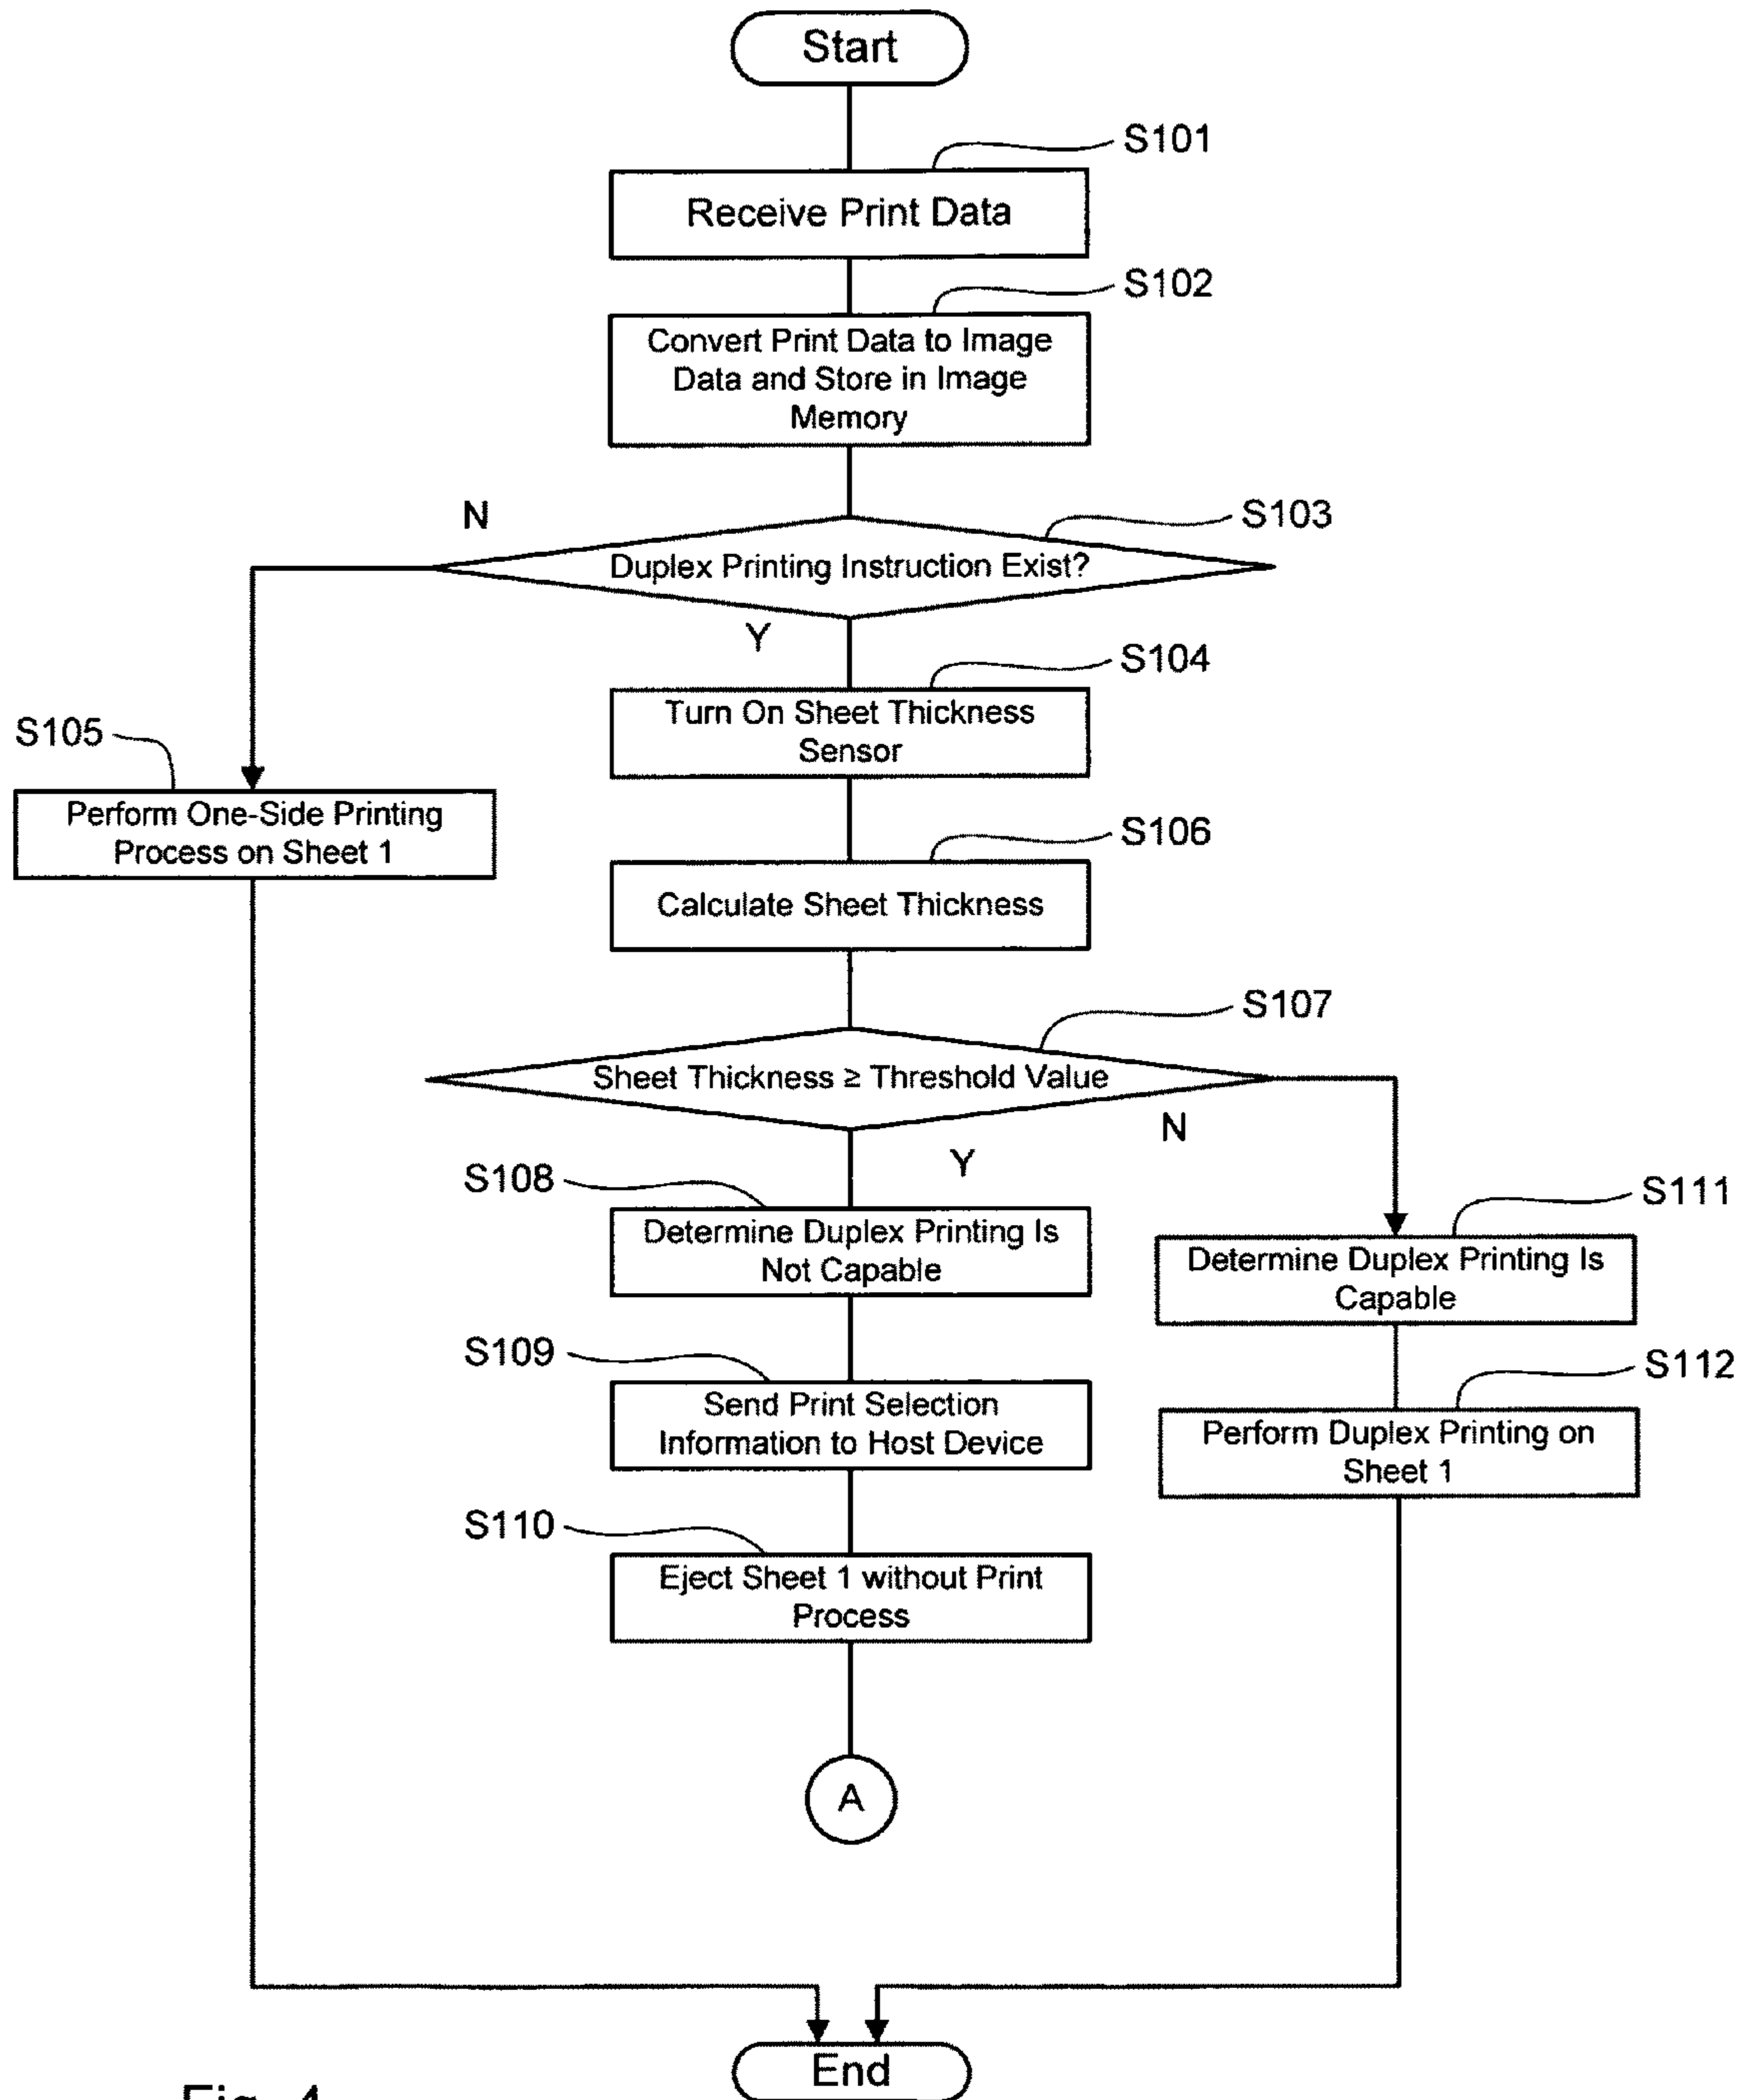 Start
S101
Receive Print Data
S102
Convert Print Data to Image
Data and Store in Image
Memory
N
S103
Duplex Printing Instruction Exist?
Y
S104
Turn On Sheet Thickness
Sensor
S105
Perform One-Side Printing
Process on Sheet 1
S106
Calculate Sheet Thickness
S107
Sheet Thickness ≥ Threshold Value
N
Y
S108
Determine Duplex Printing Is
Not Capable
S111
Determine Duplex Printing Is
Capable
S109
Send Print Selection
Information to Host Device
S112
Perform Duplex Printing on
Sheet 1
S110
Eject Sheet 1 without Print
Process
A
End
Fig. 4